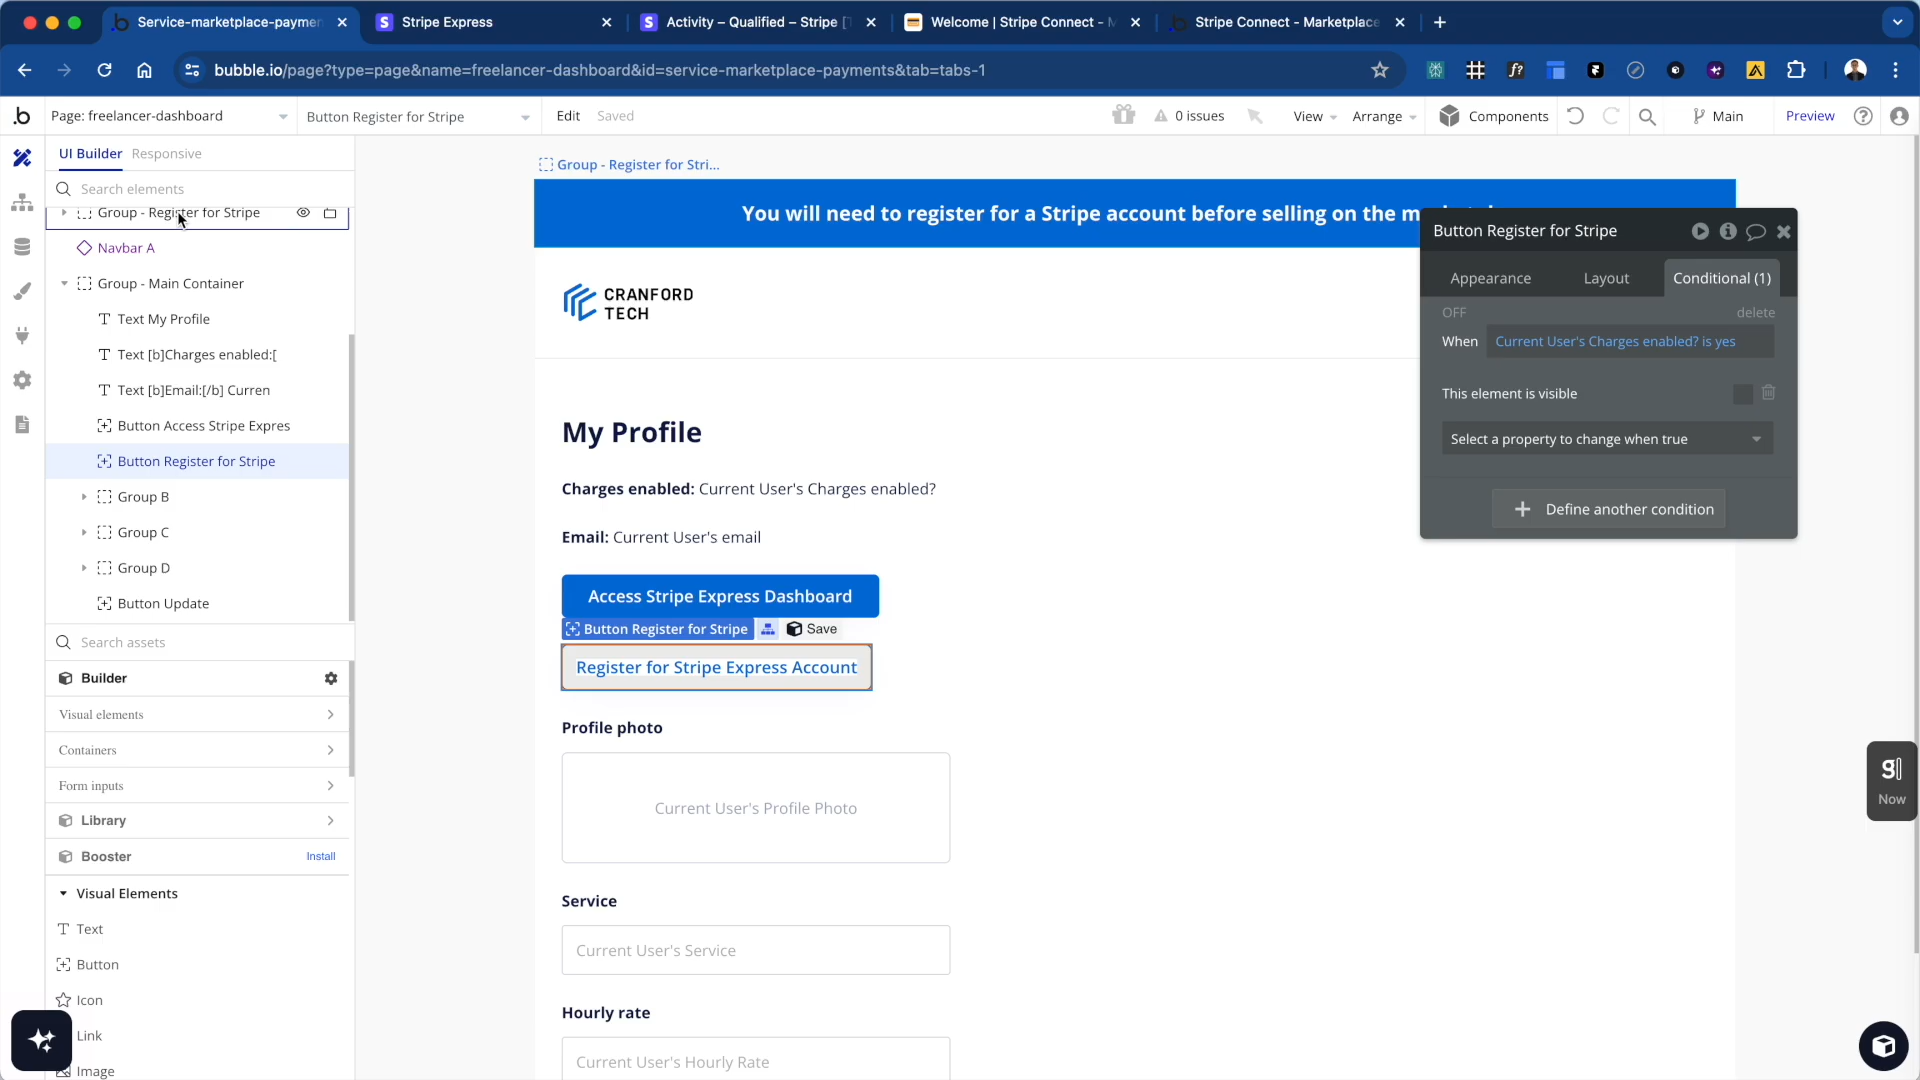 Service-marketplace-paymen
Stripe Express
Activity – Qualified – Stripe [
Welcome | Stripe Connect -
Stripe Connect - Marketplace
bubble.io/page?type=page&name=freelancer-dashboard&id=service-marketplace-payments&tab=tabs-1
.b
Page: freelancer-dashboard
Button Register for Stripe
Edit
Saved
0 issues
View
Arrange
Components
Main
Preview
UI Builder
Responsive
Search elements
Group - Register for Stripe
Navbar A
Group - Main Container
Text My Profile
Text [b]Charges enabled:[
Text [b]Email:[/b] Curren
Button Access Stripe Expres
Button Register for Stripe
Group B
Group C
Group D
Button Update
Search assets
Builder
Visual elements
Containers
Form inputs
Library
Booster
Install
Visual Elements
Text
Button
Icon
Link
Image
Group - Register for Stri...
You will need to register for a Stripe account before selling on the
CRANFORD
TECH
My Profile
Charges enabled: Current User's Charges enabled?
Email: Current User's email
Access Stripe Express Dashboard
Button Register for Stripe
Save
Register for Stripe Express Account
Profile photo
Current User's Profile Photo
Service
Current User's Service
Hourly rate
Current User's Hourly Rate
Button Register for Stripe
Appearance
Layout
Conditional (1)
OFF
delete
When
Current User's Charges enabled? is yes
This element is visible
Select a property to change when true
Define another condition
g
Now